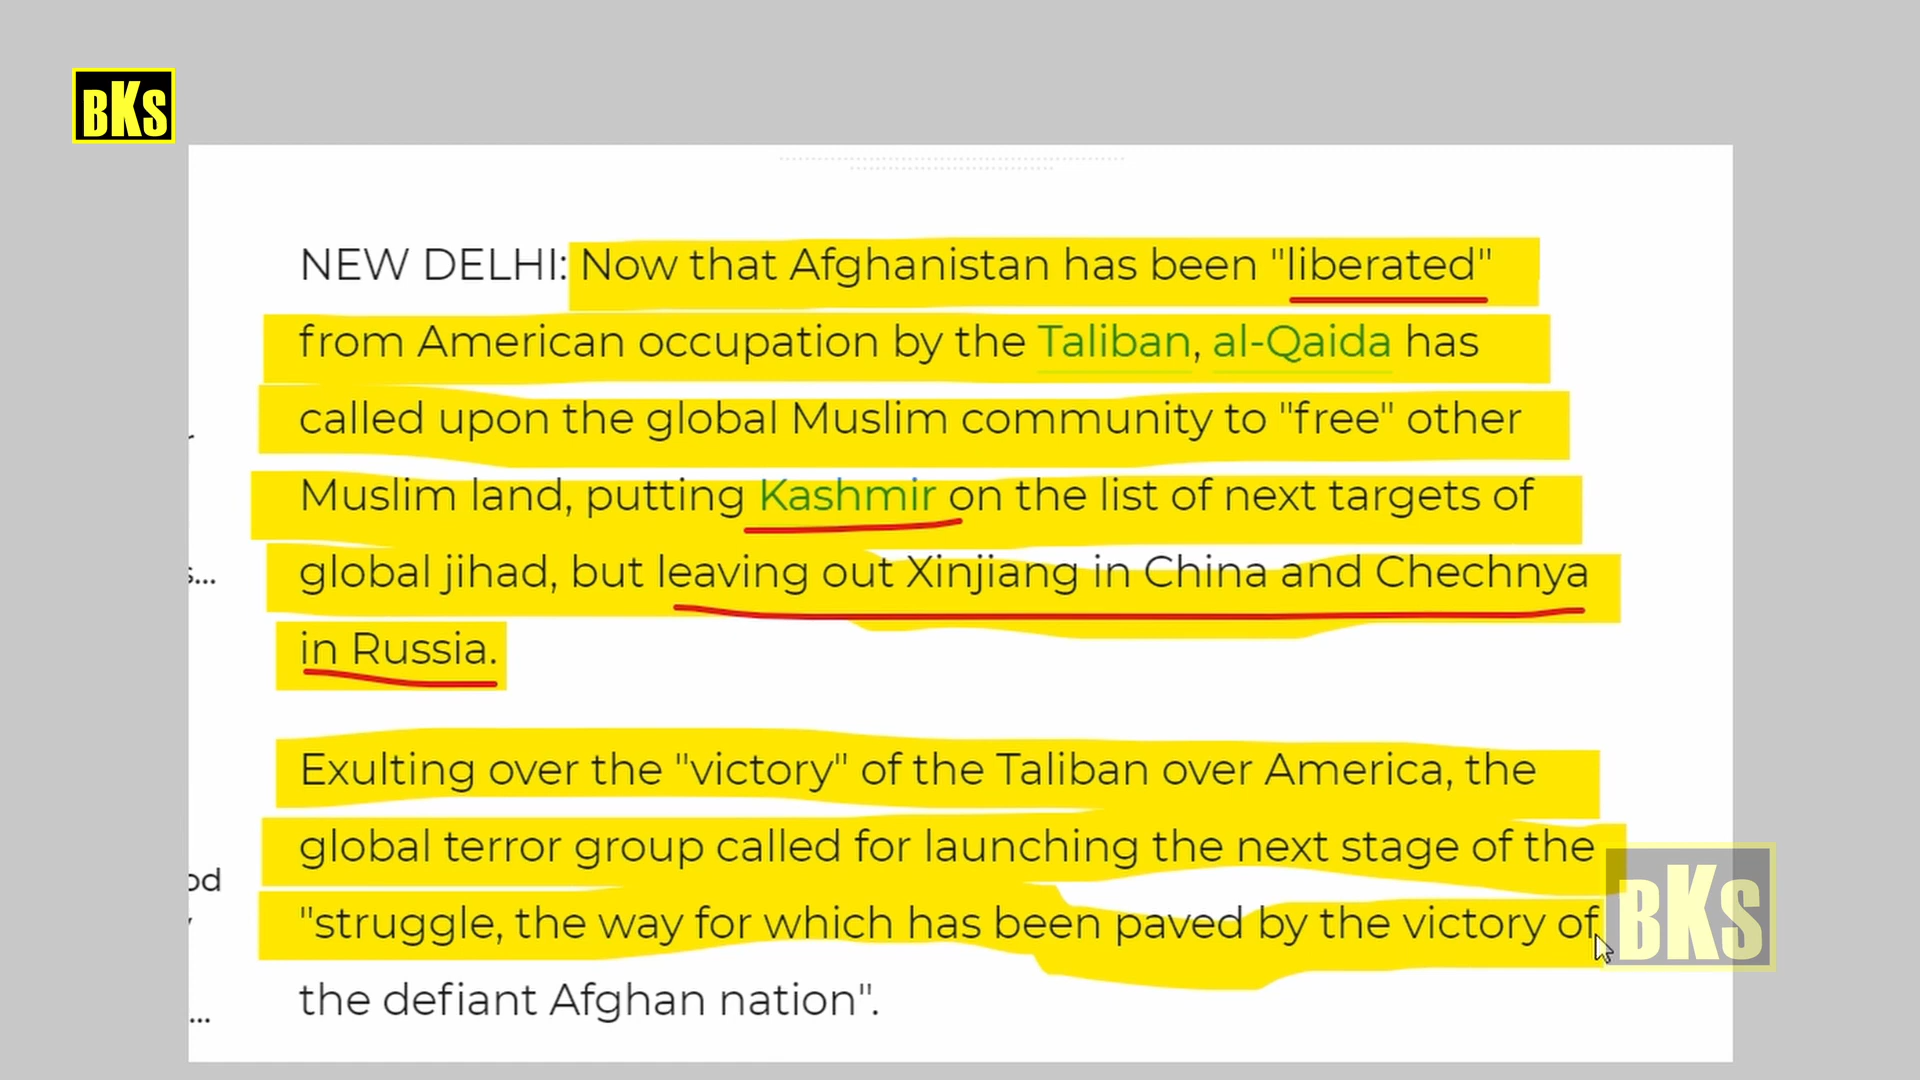 BKS
NEW DELHI: Now that Afghanistan has been "liberated"
from American occupation by the Taliban, al-Qaida has
called upon the global Muslim community to "free" other
Muslim land, putting Kashmir on the list of next targets of
global jihad, but leaving out Xinjiang in China and Chechnya
s...
in Russia.
Exulting over the "victory" of the Taliban over America, the
global terror group called for launching the next stage of the
od
"struggle, the way for which has been paved by the victory of
BKS
the defiant Afghan nation".
...